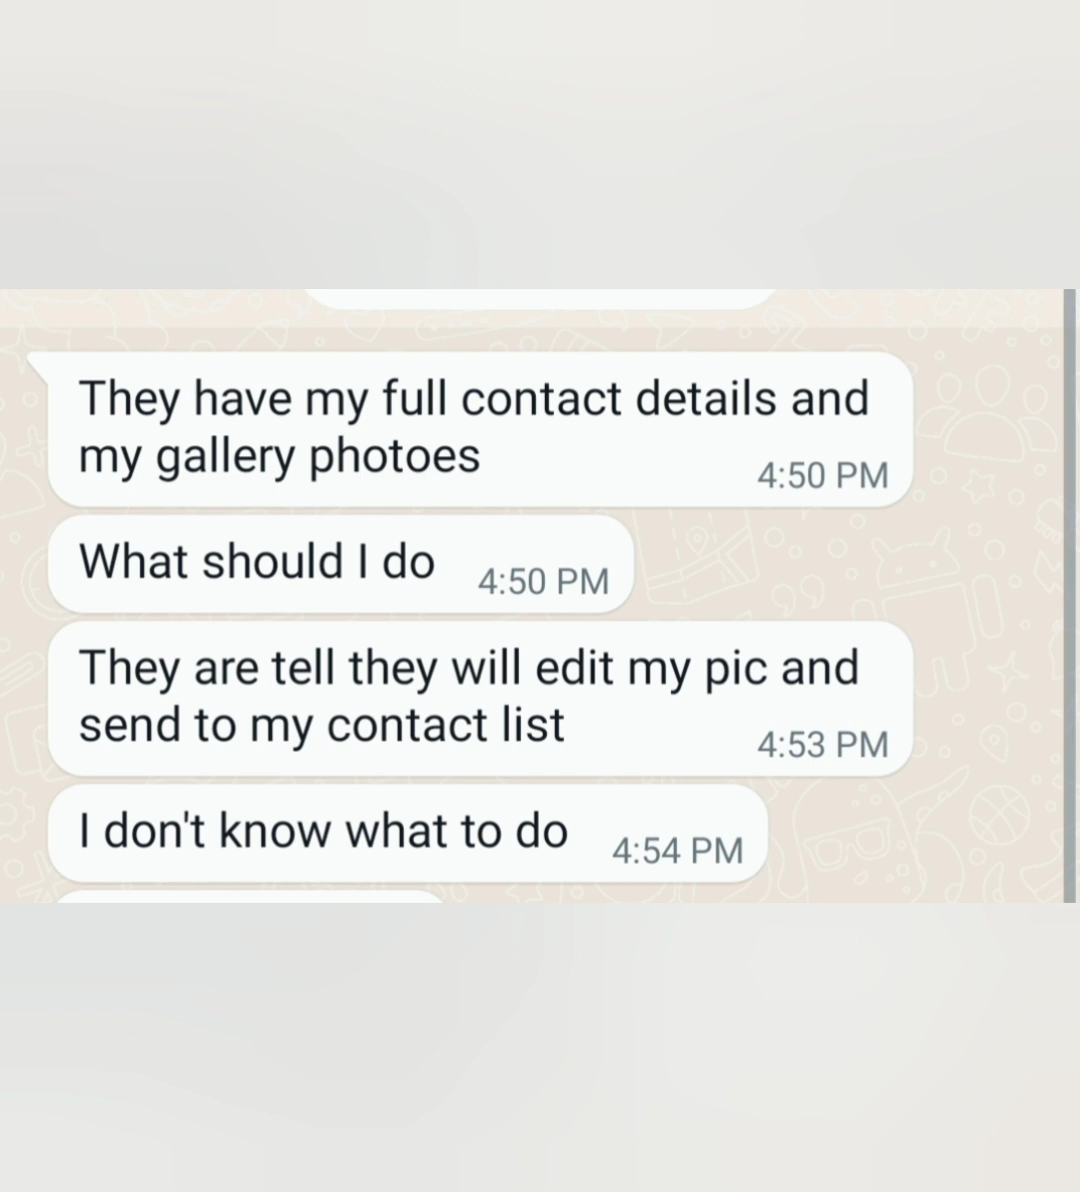 They have my full contact details and
my gallery photoes
4:50 PM
What should I do
4:50 PM
They are tell they will edit my pic and
send to my contact list
4:53 PM
I don't know what to do
4:54 PM